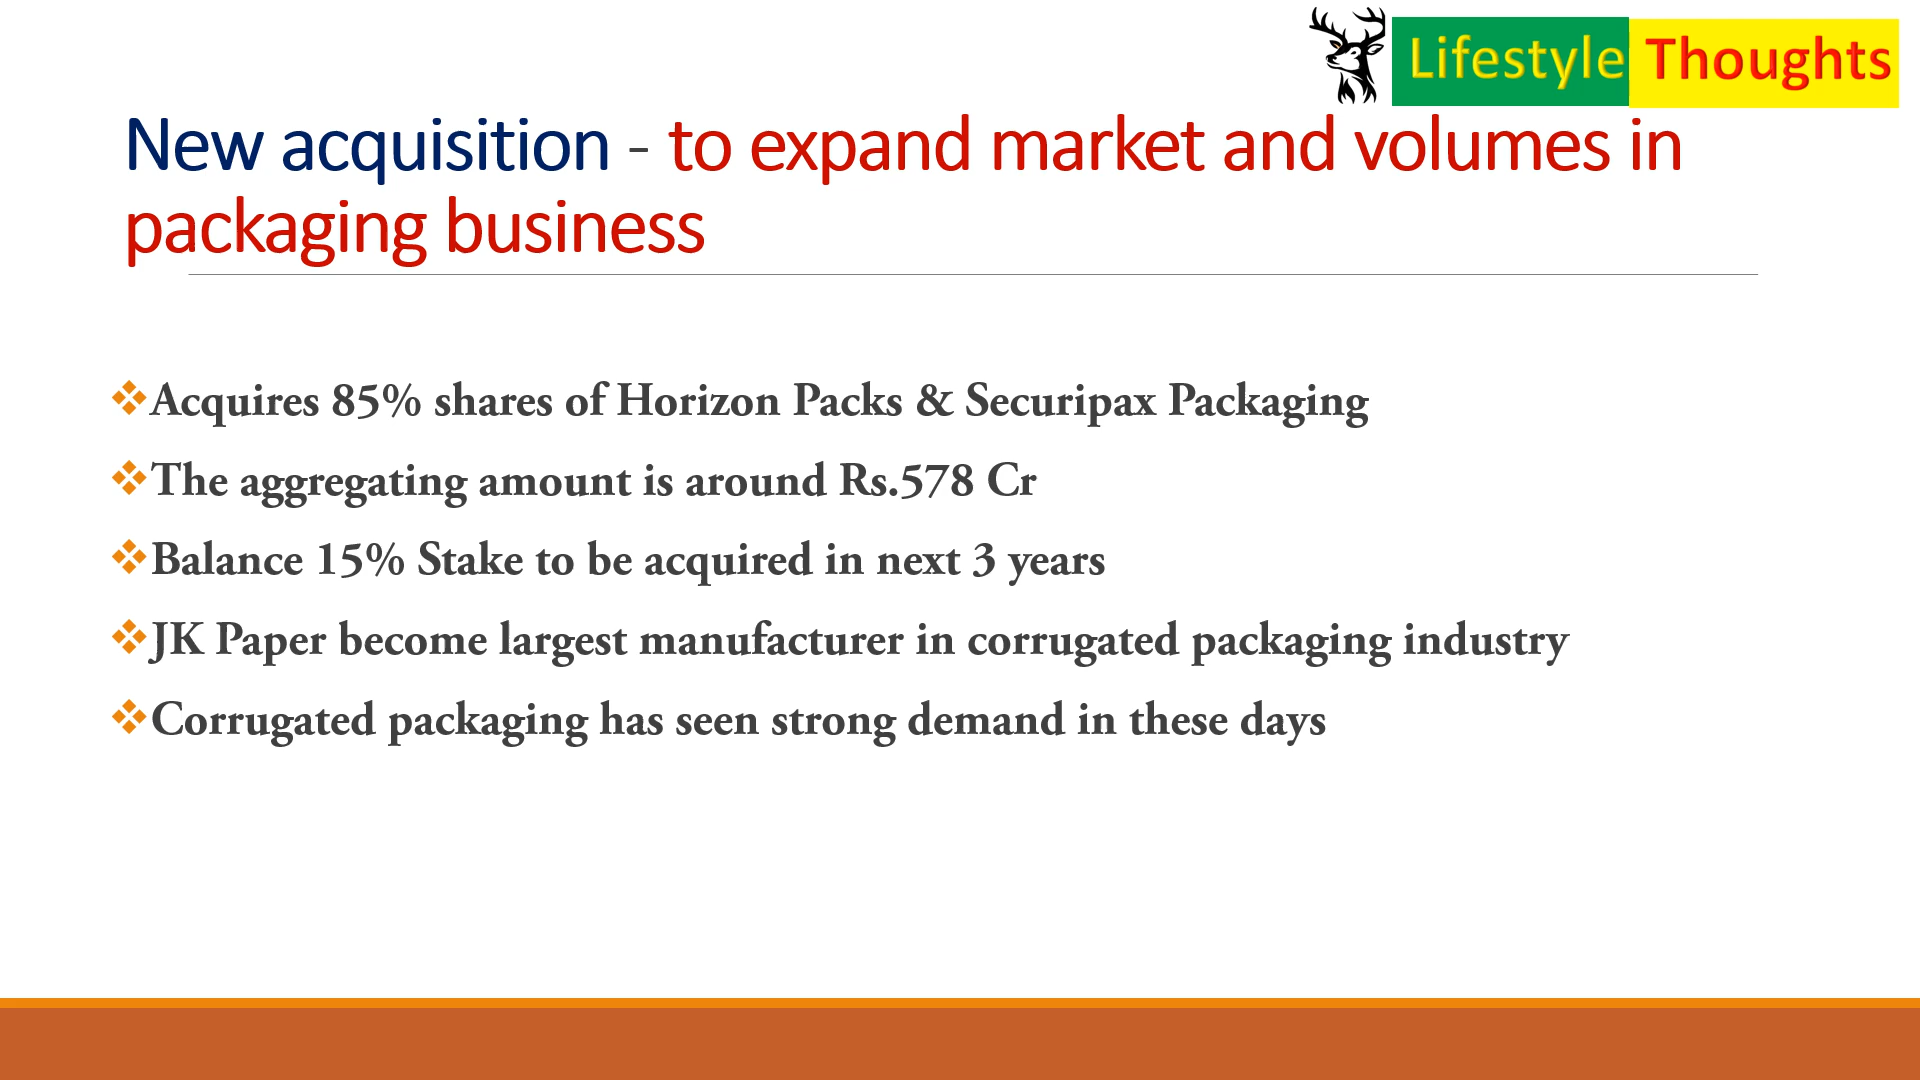 Lifestyle Thoughts
New acquisition - to expand market and volumes in
packaging business
❖Acquires 85% shares of Horizon Packs & Securipax Packaging
❖The aggregating amount is around Rs.578 Cr
❖Balance 15% Stake to be acquired in next 3 years
❖JK Paper become largest manufacturer in corrugated packaging industry
❖Corrugated packaging has seen strong demand in these days